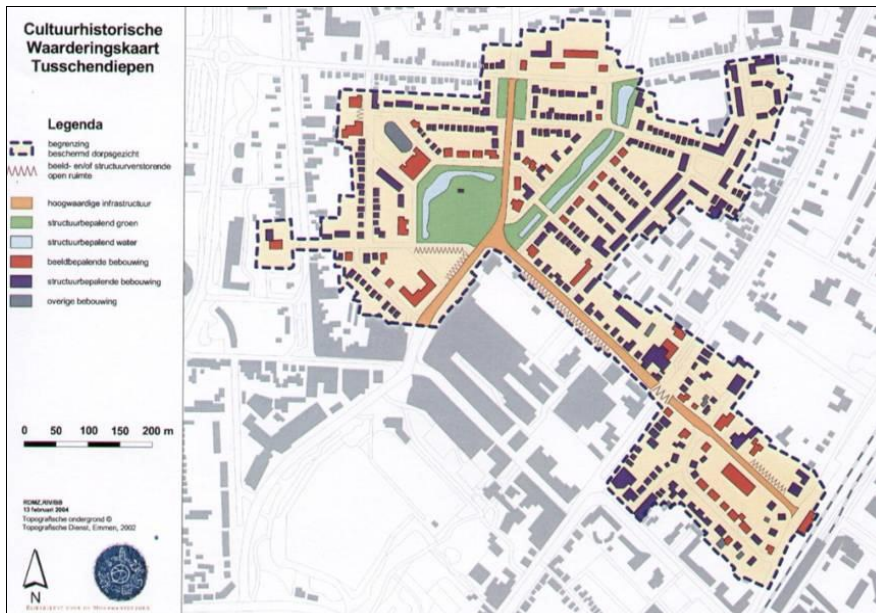 Cultuurhistorische
Waarderingskaart
Tusschendiepen
Legenda
begrenzing
beschermd dorpsgezicht
beeld- en/of structuurverstorende
open ruimte
hoogwaardige infrastructuur
structuurbepalend groen
structuurbepalend water
beeldbepalende bebouwing
structuurbepalende bebouwing
overige bebouwing
0 50 100 150 200 m
13 februari 2004
Topografische ondergrond ©
Topografische Dienst, Emmen, 2002
N